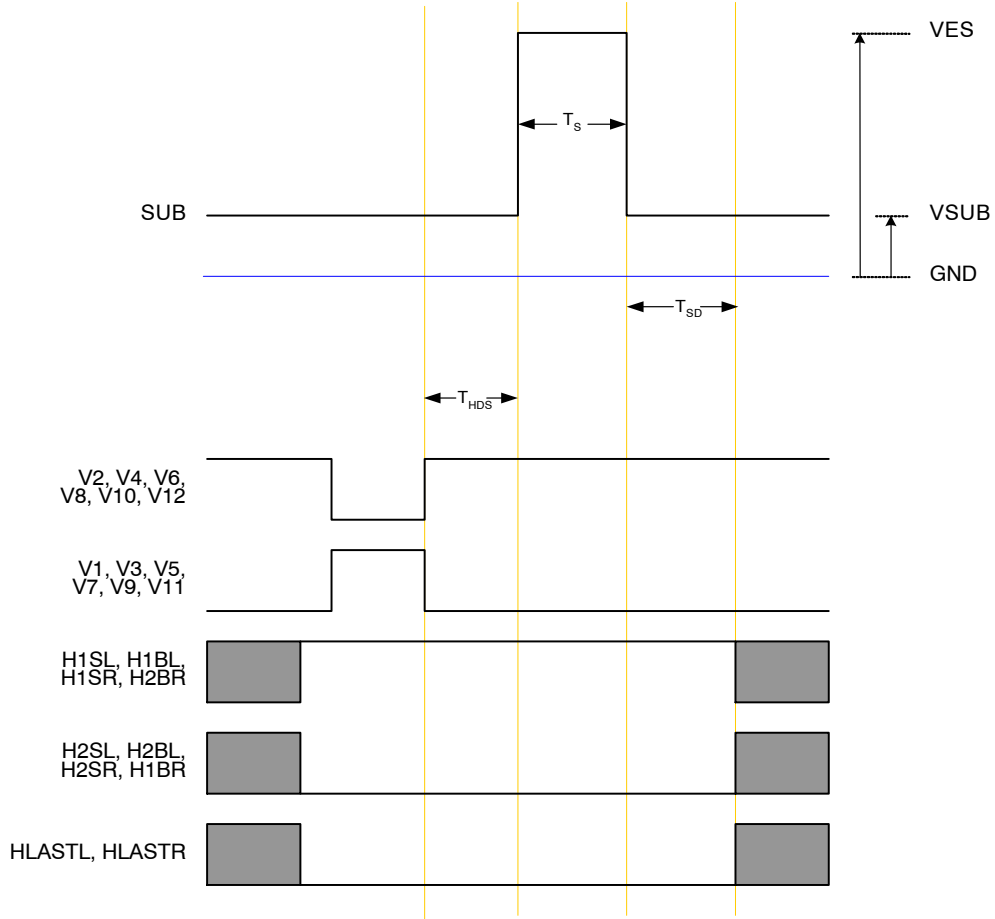 VES
T_S
SUB
VSUB
GND
T_SD
T_HDS
V2, V4, V6,
V8, V10, V12
V1, V3, V5,
V7, V9, V11
H1SL, H1BL,
H1SR, H2BR
H2SL, H2BL,
H2SR, H1BR
HLASTL, HLASTR